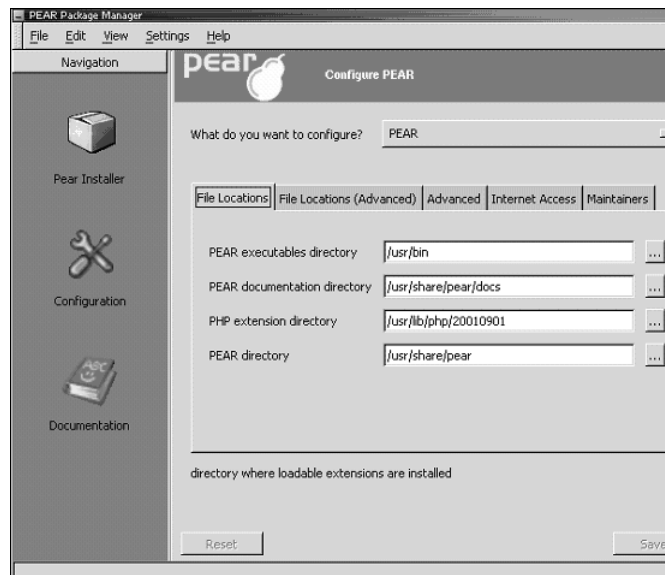 PEAR Package Manager
File Edit View Settings Help
Navigation
pear
Configure PEAR
What do you want to configure? PEAR
Pear Installer
File Locations File Locations (Advanced) Advanced Internet Access Maintainers
PEAR executables directory /usr/bin ...
PEAR documentation directory /usr/share/pear/docs ...
Configuration
PHP extension directory /usr/lib/php/20010901 ...
PEAR directory /usr/share/pear ...
ABC
Documentation
directory where loadable extensions are installed
Reset Save